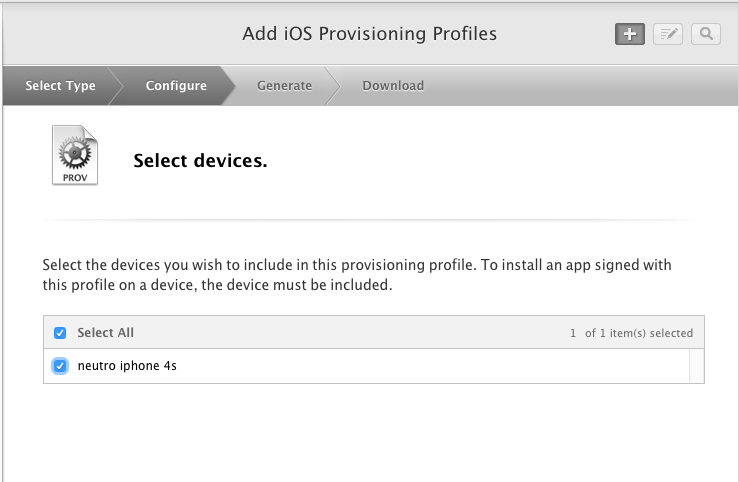 Add iOS Provisioning Profiles
Select Type
Configure
Generate
Download
PROV
Select devices.
Select the devices you wish to include in this provisioning profile. To install an app signed with
this profile on a device, the device must be included.
Select All
1 of 1 item(s) selected
neutro iphone 4s